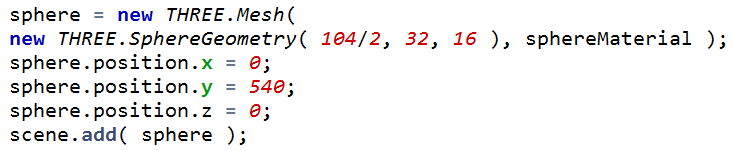 sphere = new THREE.Mesh(
new THREE.SphereGeometry( 104/2, 32, 16 ), sphereMaterial );
sphere.position.x = 0;
sphere.position.y = 540;
sphere.position.z = 0;
scene.add( sphere );